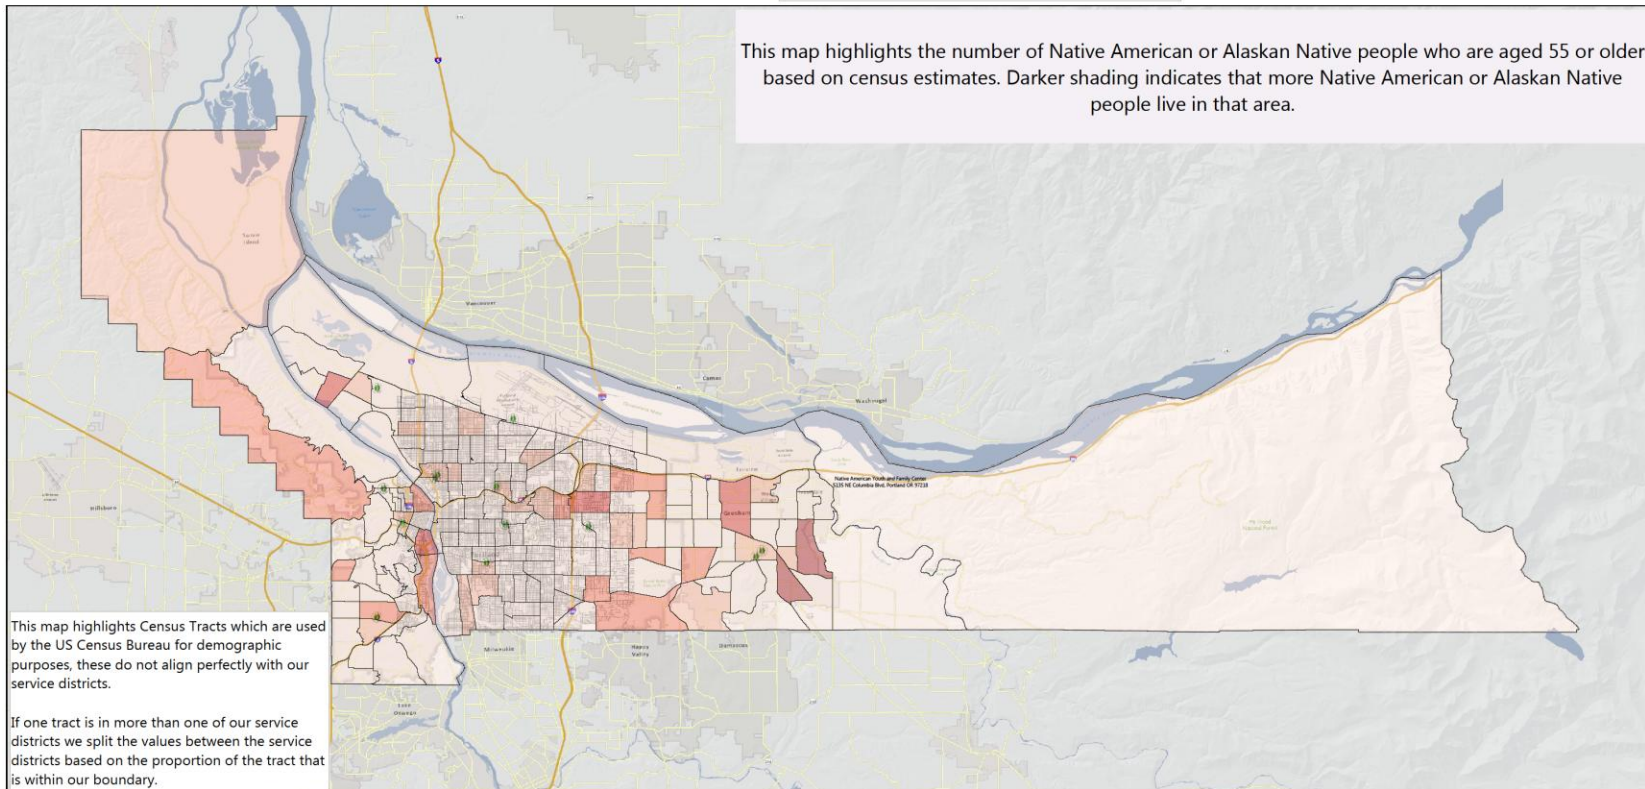 This map highlights the number of Native American or Alaskan Native people who are aged 55 or older
based on census estimates. Darker shading indicates that more Native American or Alaskan Native
people live in that area.
Vancouver
Camas
Washougal
Native American Youth and Family Center
5135 NE Columbia Blvd, Portland OR 97218
Gresham
Hillsboro
Milwaukie
Happy
Valley
Damascus
Lake
Oswego
This map highlights Census Tracts which are used
by the US Census Bureau for demographic
purposes, these do not align perfectly with our
service districts.
If one tract is in more than one of our service
districts we split the values between the service
districts based on the proportion of the tract that
is within our boundary.